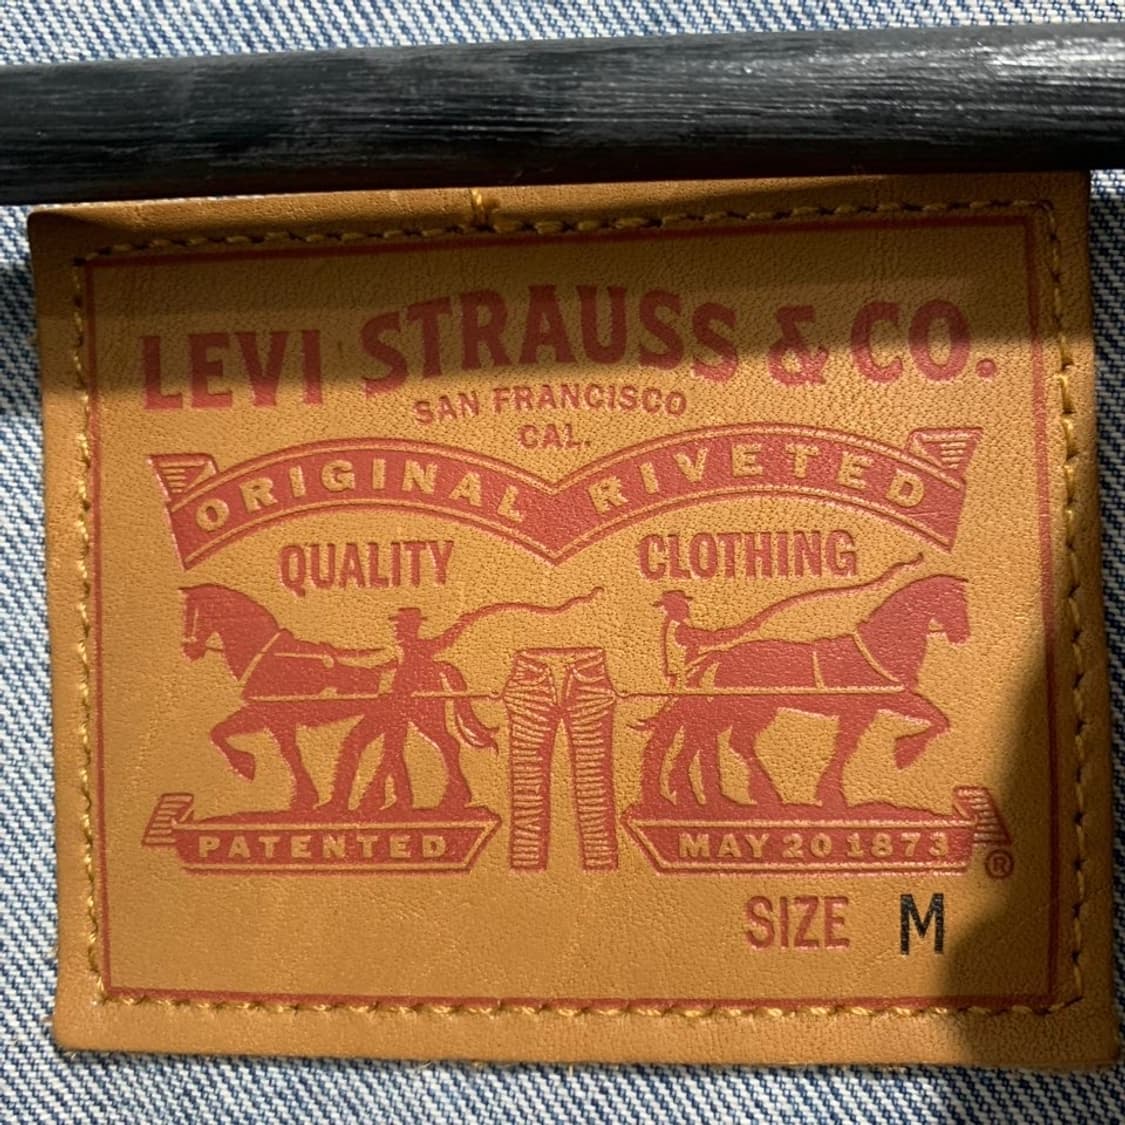 LEVI STRAUSS & CO.
SAN FRANCISCO
CAL.
ORIGINAL RIVETED
QUALITY CLOTHING
PATENTED MAY 20 1873
®
SIZE M